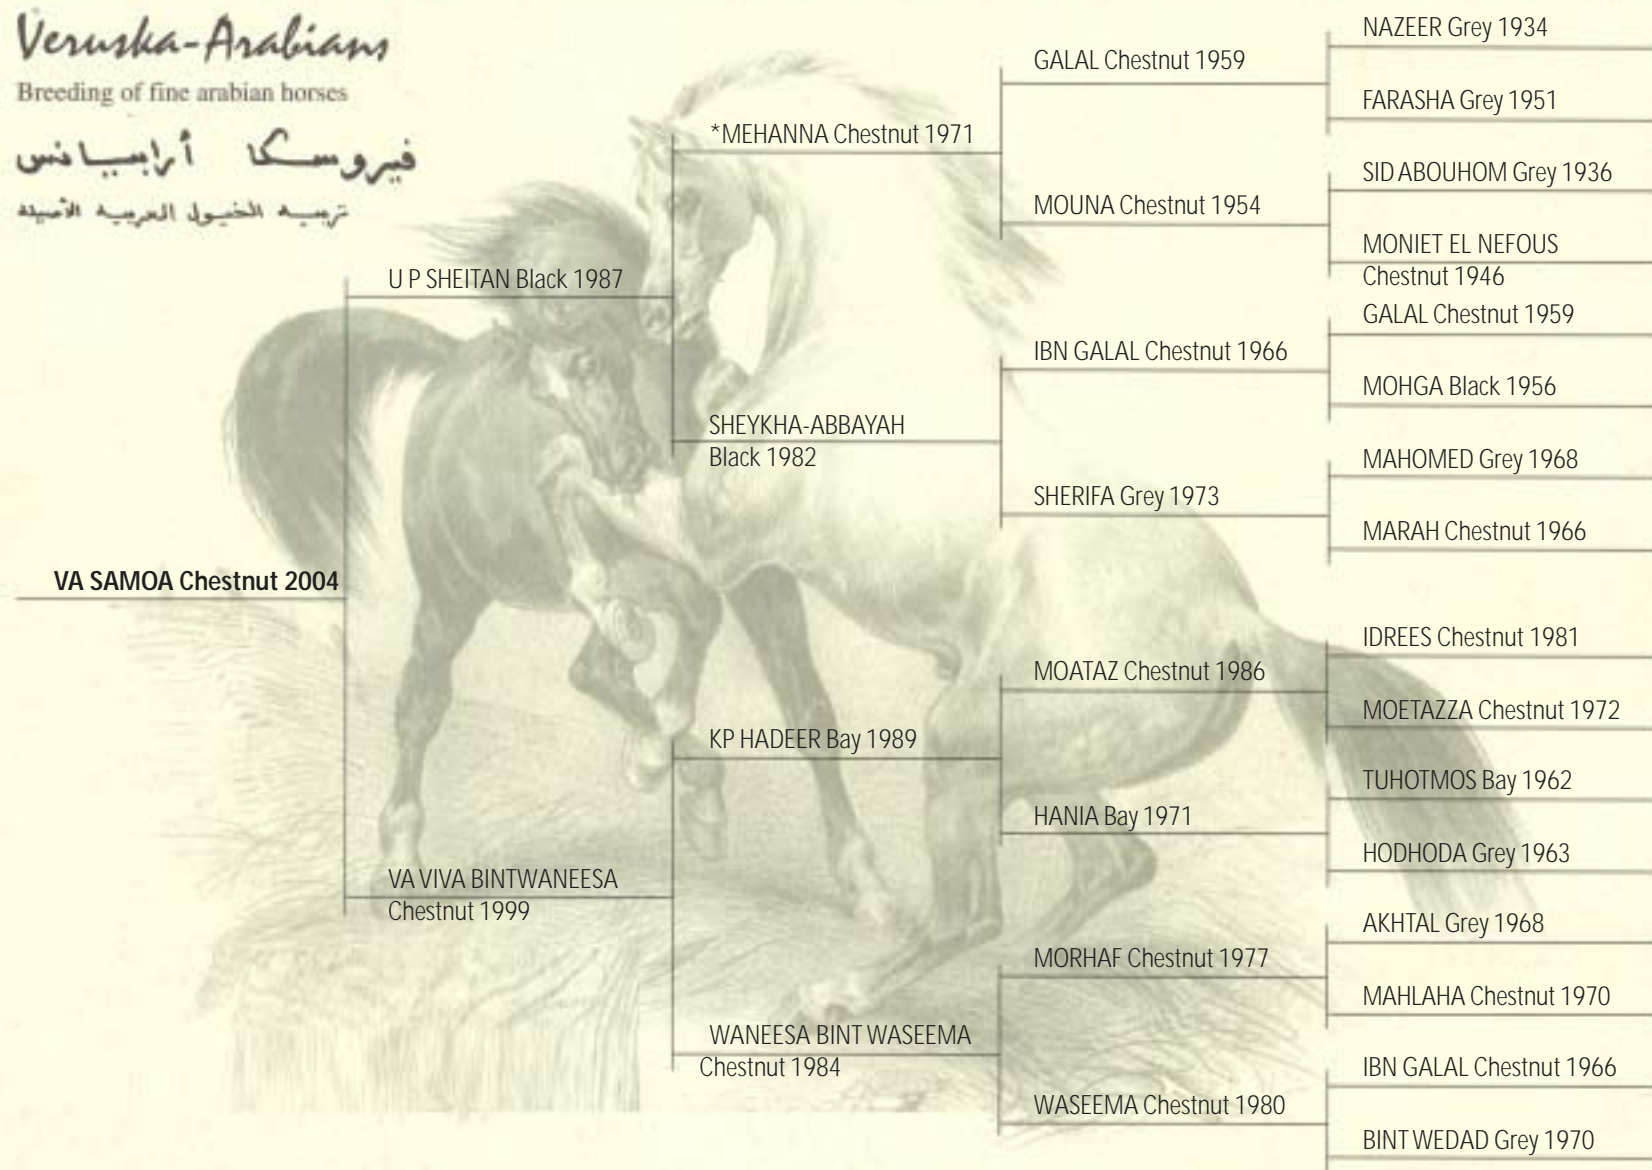 Veruska-Arabians
Breeding of fine arabian horses
فيروسكا أرابيانس
تربيه الخيول العربيه الأصيله
NAZEER Grey 1934
GALAL Chestnut 1959
FARASHA Grey 1951
*MEHANNA Chestnut 1971
SID ABOUHOM Grey 1936
MOUNA Chestnut 1954
MONIET EL NEFOUS
Chestnut 1946
U P SHEITAN Black 1987
GALAL Chestnut 1959
IBN GALAL Chestnut 1966
MOHGA Black 1956
SHEYKHA-ABBAYAH
Black 1982
MAHOMED Grey 1968
SHERIFA Grey 1973
MARAH Chestnut 1966
VA SAMOA Chestnut 2004
IDREES Chestnut 1981
MOATAZ Chestnut 1986
MOETAZZA Chestnut 1972
KP HADEER Bay 1989
TUHOTMOS Bay 1962
HANIA Bay 1971
HODHODA Grey 1963
VA VIVA BINTWANEESA
Chestnut 1999
AKHTAL Grey 1968
MORHAF Chestnut 1977
MAHLAHA Chestnut 1970
WANEESA BINT WASEEMA
Chestnut 1984
IBN GALAL Chestnut 1966
WASEEMA Chestnut 1980
BINT WEDAD Grey 1970